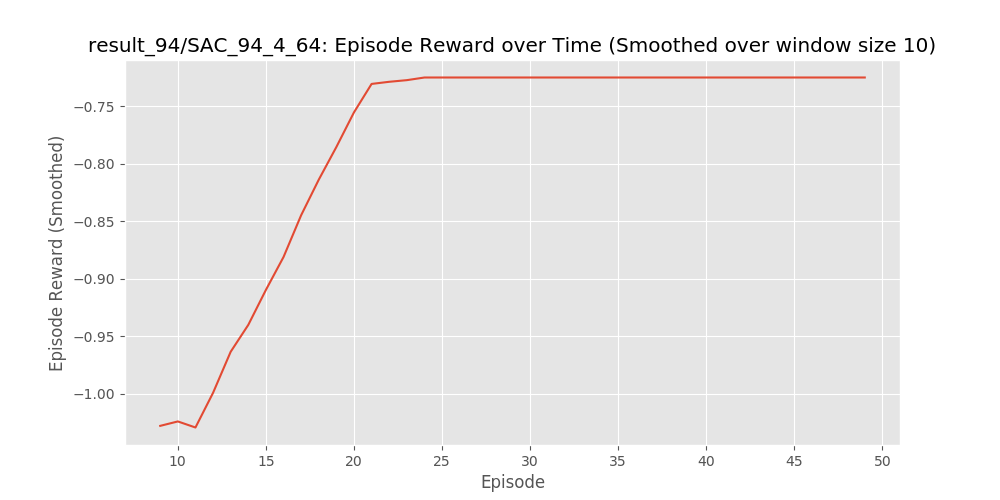 result_94/SAC_94_4_64: Episode Reward over Time (Smoothed over window size 10)
Episode Reward (Smoothed)
−0.75
−0.80
−0.85
−0.90
−0.95
−1.00
10 15 20 25 30 35 40 45 50
Episode